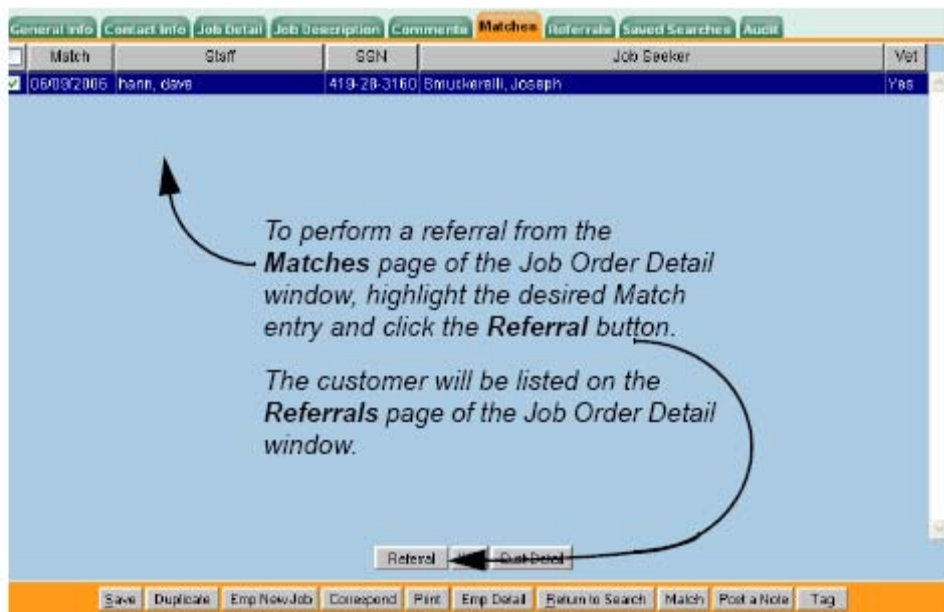 General Info Contact Info Job Detail Job Description Comments Matches Referrals Saved Searches Audit
Match Staff SSN Job Seeker Vet
06/09/2006 hann, dave 419-28-3160 Smuckerelli, Joseph Yes
To perform a referral from the
Matches page of the Job Order Detail
window, highlight the desired Match
entry and click the Referral button.
The customer will be listed on the
Referrals page of the Job Order Detail
window.
Referral Cust Detail
Save Duplicate Emp New Job Correspond Print Emp Detail Return to Search Match Post a Note Tag